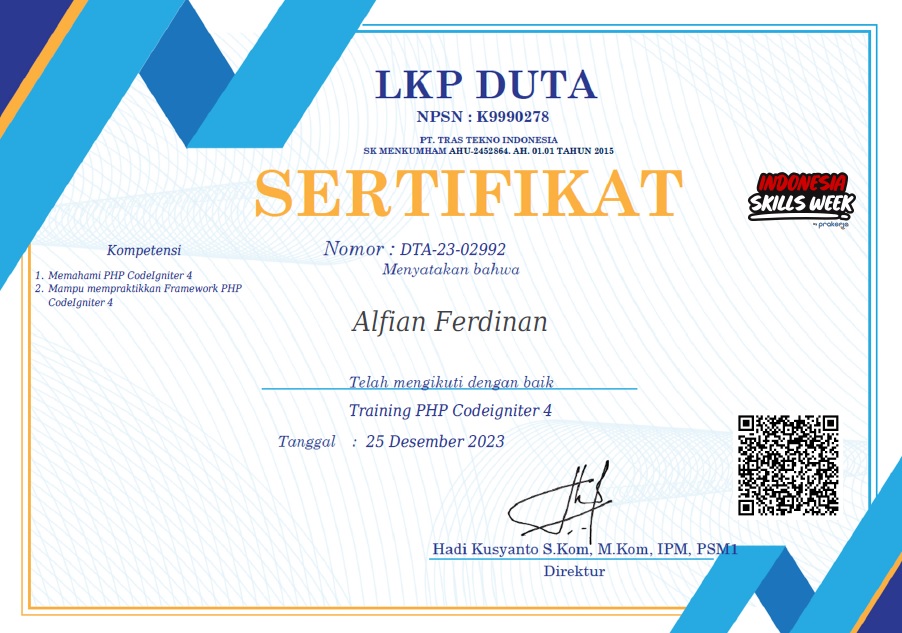 LKP DUTA
NPSN : K9990278
PT. TRAS TEKNO INDONESIA
SK MENKUMHAM AHU-2452864. AH. 01.01 TAHUN 2015
SERTIFIKAT
INDONESIA
SKILLS WEEK
by prakerja
Nomor : DTA-23-02992
Menyatakan bahwa
Kompetensi
1. Memahami PHP CodeIgniter 4
2. Mampu mempraktikkan Framework PHP
CodeIgniter 4
Alfian Ferdinan
Telah mengikuti dengan baik
Training PHP Codeigniter 4
Tanggal : 25 Desember 2023
Hadi Kusyanto S.Kom, M.Kom, IPM, PSM1
Direktur